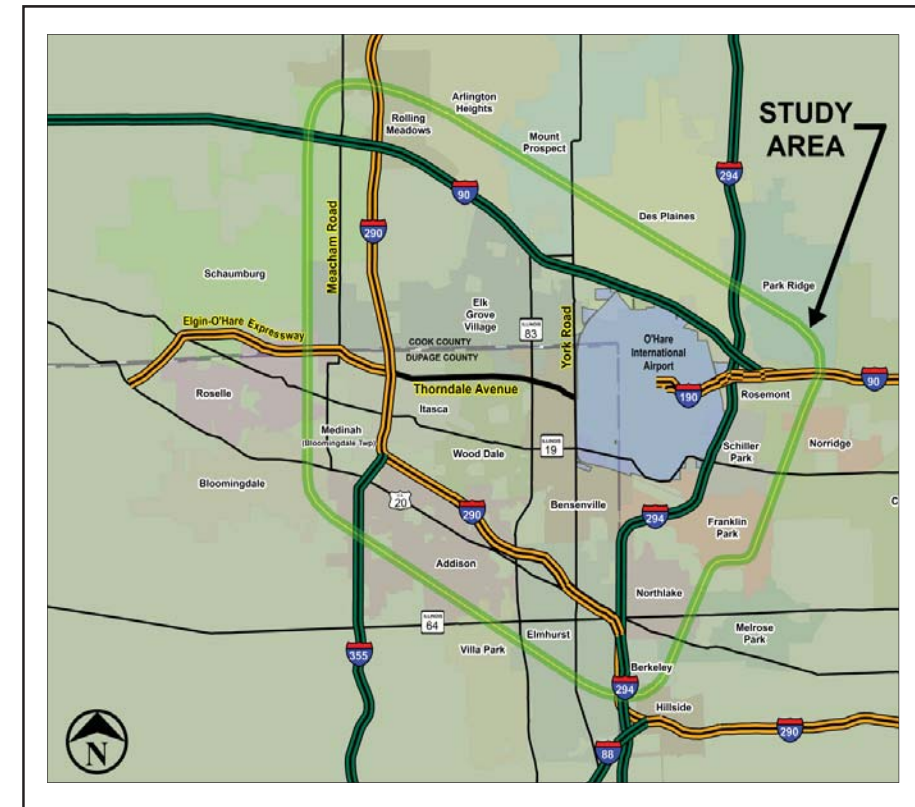 Arlington
Heights
Rolling
Meadows
STUDY
AREA
Mount
Prospect
294
90
Des Plaines
Meacham Road
290
Schaumburg
Park Ridge
Elk
Grove
Village
ILLINOIS
83
York Road
Elgin-O'Hare Expressway
COOK COUNTY
DUPAGE COUNTY
O'Hare
International
Airport
90
Thorndale Avenue
190
Rosemont
Roselle
Itasca
Medinah
(Bloomingdale Twp)
Wood Dale
ILLINOIS
19
Schiller
Park
Norridge
Bloomingdale
U.S.
20
290
Bensenville
294
Franklin
Park
C
Addison
Northlake
ILLINOIS
64
Elmhurst
Melrose
Park
Villa Park
355
Berkeley
294
Hillside
290
88
N